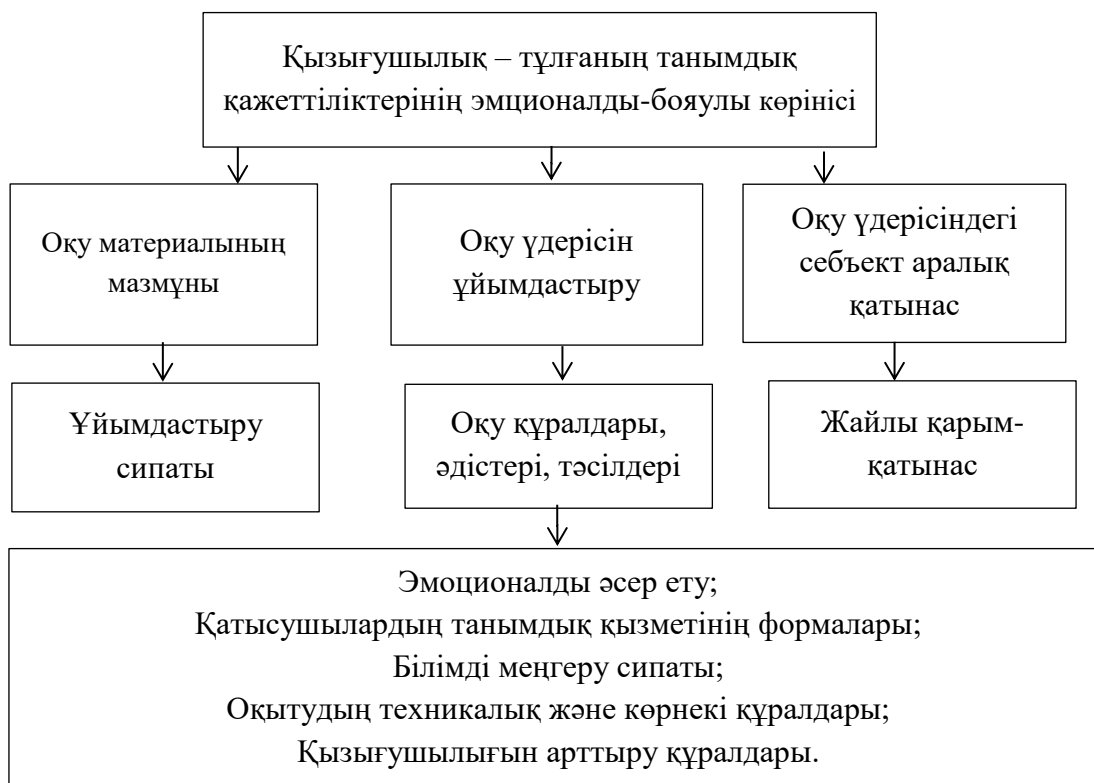 Қызығушылық – тұлғаның танымдық
қажеттіліктерінің эмционалды-бояулы көрінісі
Оқу материалының
мазмұны
Оқу үдерісін
ұйымдастыру
Оқу үдерісіндегі
себъект аралық
қатынас
Ұйымдастыру
сипаты
Оқу құралдары,
әдістері, тәсілдері
Жайлы қарым-
қатынас
Эмоционалды әсер ету;
Қатысушылардың танымдық қызметінің формалары;
Білімді меңгеру сипаты;
Оқытудың техникалық және көрнекі құралдары;
Қызығушылығын арттыру құралдары.